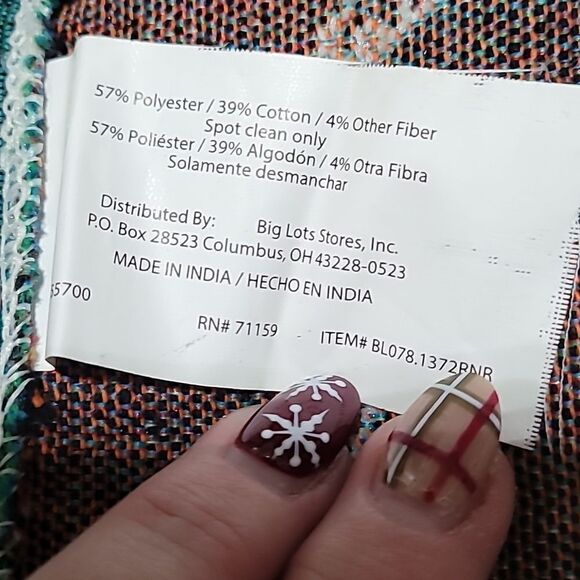 57% Polyester / 39% Cotton / 4% Other Fiber
Spot clean only
57% Poliéster / 39% Algodón / 4% Otra Fibra
Solamente desmanchar
Distributed By: Big Lots Stores, Inc.
P.O. Box 28523 Columbus, OH 43228-0523
MADE IN INDIA / HECHO EN INDIA
5700
RN# 71159 ITEM# BL078.1372RNR